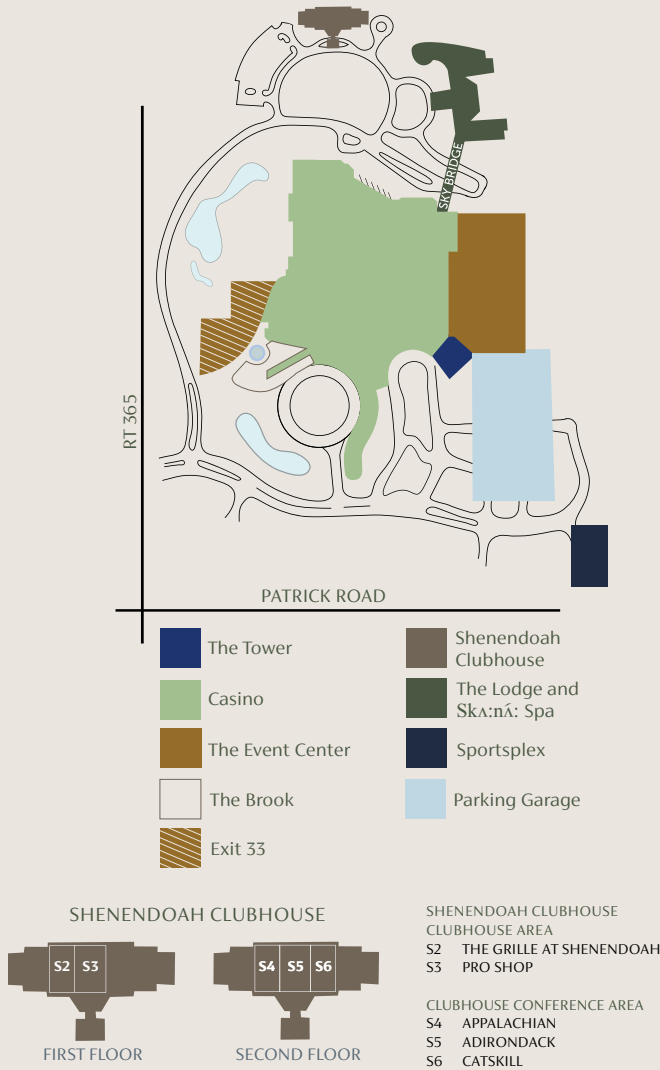 SKY BRIDGE
RT 365
PATRICK ROAD
The Tower
Casino
The Event Center
The Brook
Exit 33
Shenendoah
Clubhouse
The Lodge and
Skʌ:nʌ́: Spa
Sportsplex
Parking Garage
SHENENDOAH CLUBHOUSE
S2 S3
FIRST FLOOR
S4 S5 S6
SECOND FLOOR
SHENENDOAH CLUBHOUSE
CLUBHOUSE AREA
S2 THE GRILLE AT SHENENDOAH
S3 PRO SHOP
CLUBHOUSE CONFERENCE AREA
S4 APPALACHIAN
S5 ADIRONDACK
S6 CATSKILL